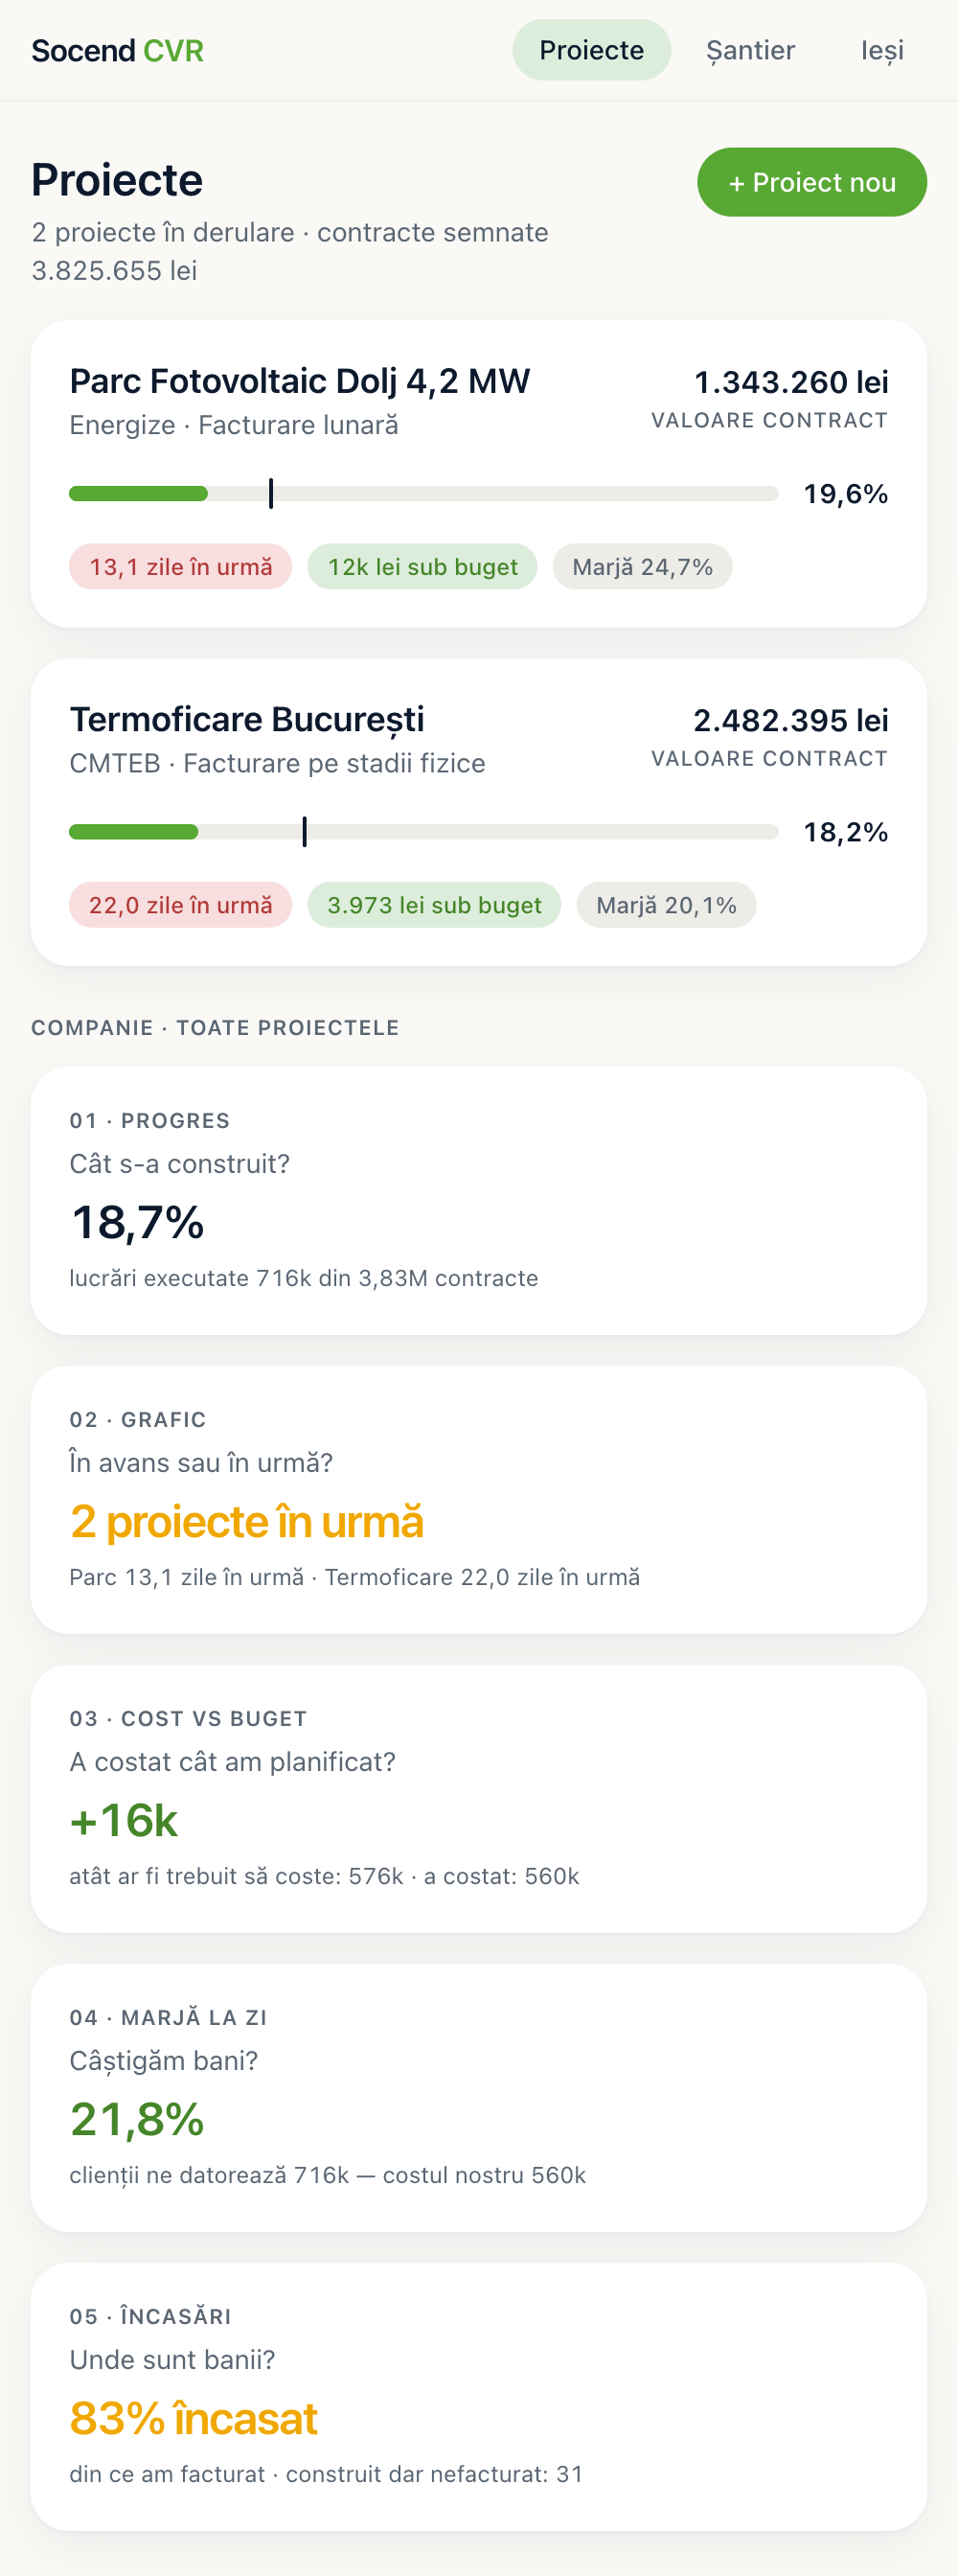 Socend CVR
Proiecte
Șantier
Ieși
Proiecte
+ Proiect nou
2 proiecte în derulare · contracte semnate
3.825.655 lei
Parc Fotovoltaic Dolj 4,2 MW
1.343.260 lei
Energize · Facturare lunară
VALOARE CONTRACT
19,6%
13,1 zile în urmă
12k lei sub buget
Marjă 24,7%
Termoficare București
2.482.395 lei
CMTEB · Facturare pe stadii fizice
VALOARE CONTRACT
18,2%
22,0 zile în urmă
3.973 lei sub buget
Marjă 20,1%
COMPANIE · TOATE PROIECTELE
01 · PROGRES
Cât s-a construit?
18,7%
lucrări executate 716k din 3,83M contracte
02 · GRAFIC
În avans sau în urmă?
2 proiecte în urmă
Parc 13,1 zile în urmă · Termoficare 22,0 zile în urmă
03 · COST VS BUGET
A costat cât am planificat?
+16k
atât ar fi trebuit să coste: 576k · a costat: 560k
04 · MARJĂ LA ZI
Câștigăm bani?
21,8%
clienții ne datorează 716k — costul nostru 560k
05 · ÎNCASĂRI
Unde sunt banii?
83% încasat
din ce am facturat · construit dar nefacturat: 31